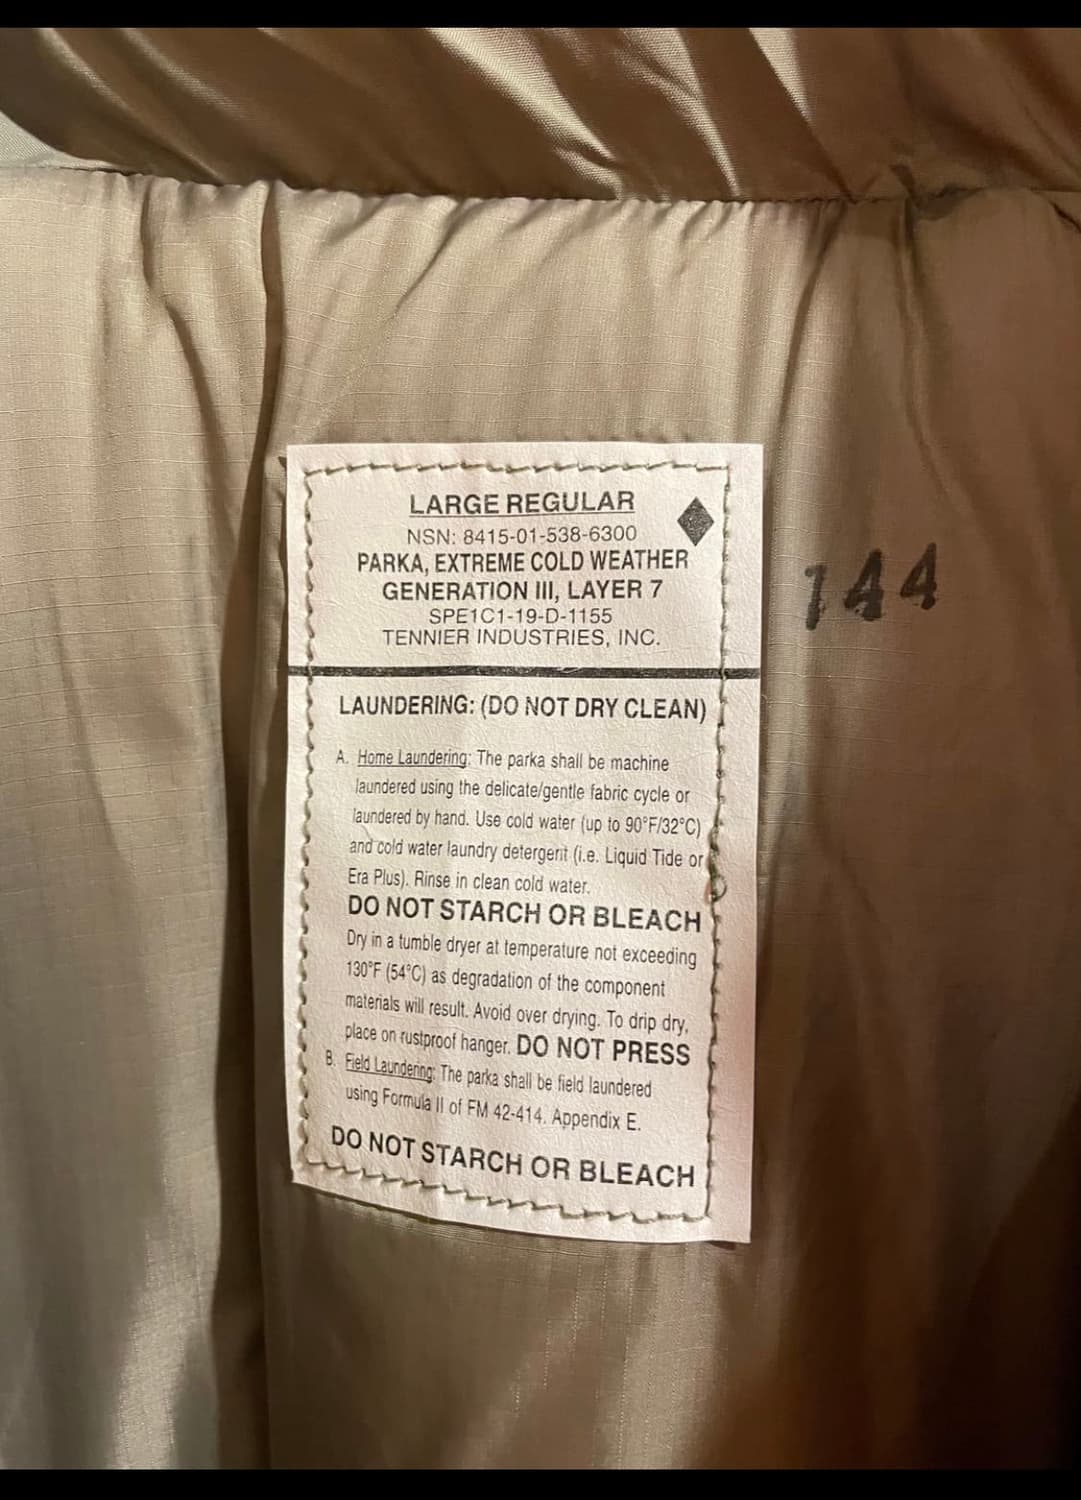 LARGE REGULAR
NSN: 8415-01-538-6300
PARKA, EXTREME COLD WEATHER
GENERATION III, LAYER 7
SPE1C1-19-D-1155
TENNIER INDUSTRIES, INC.
144
LAUNDERING: (DO NOT DRY CLEAN)
A. Home Laundering: The parka shall be machine
laundered using the delicate/gentle fabric cycle or
laundered by hand. Use cold water (up to 90°F/32°C)
and cold water laundry detergent (i.e. Liquid Tide or
Era Plus). Rinse in clean cold water.
DO NOT STARCH OR BLEACH
Dry in a tumble dryer at temperature not exceeding
130°F (54°C) as degradation of the component
materials will result. Avoid over drying. To drip dry,
place on rustproof hanger. DO NOT PRESS
B. Field Laundering: The parka shall be field laundered
using Formula II of FM 42-414. Appendix E.
DO NOT STARCH OR BLEACH